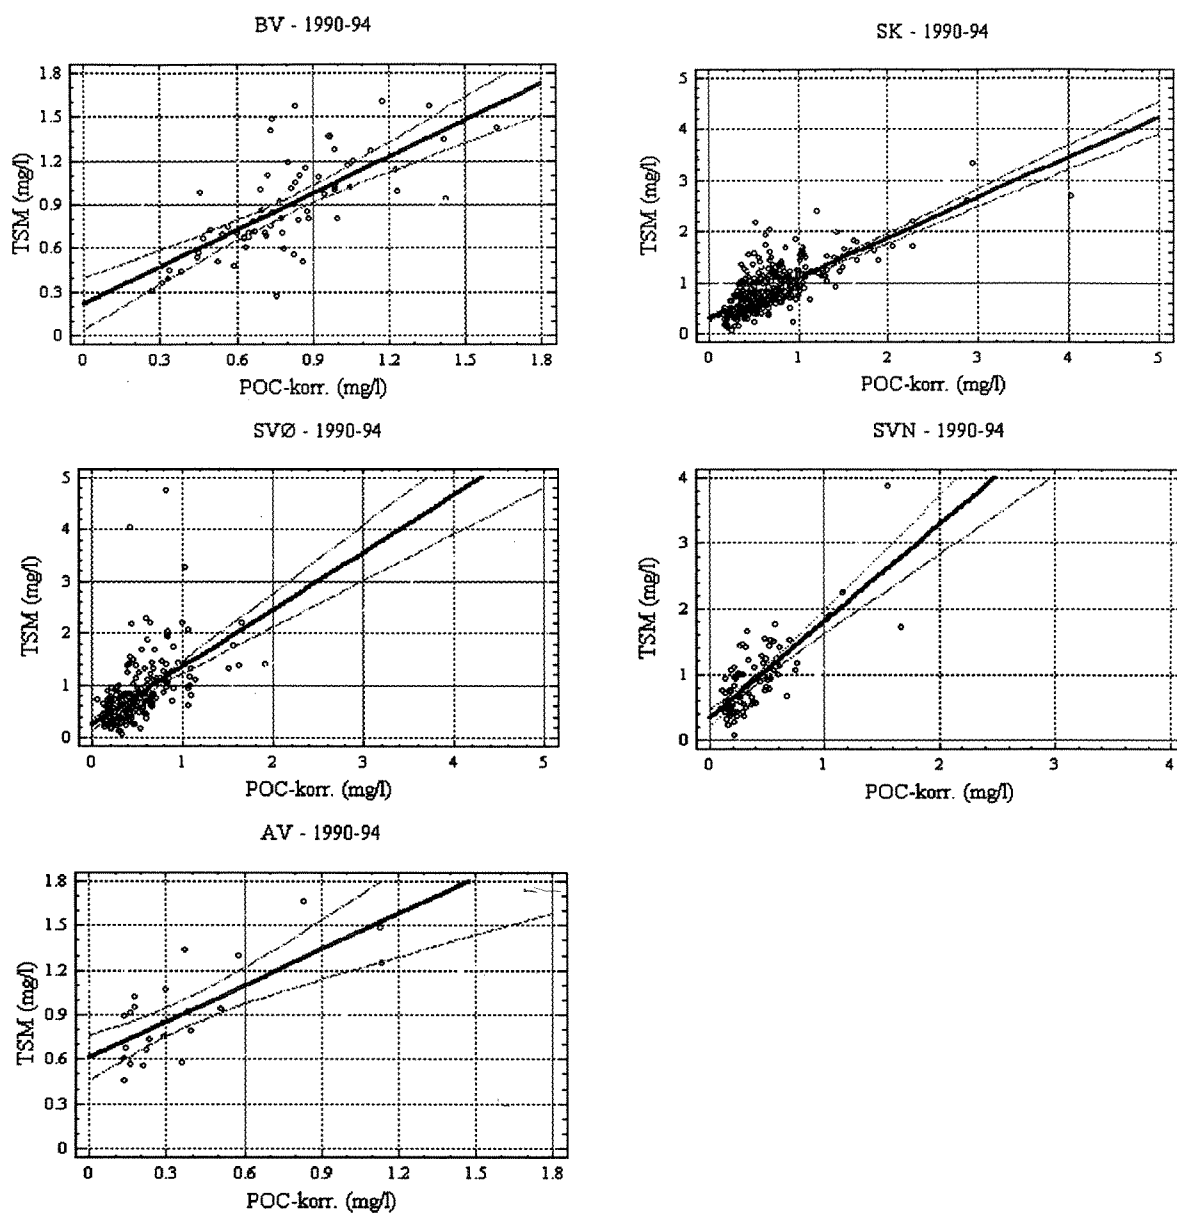 BV - 1990-94
TSM (mg/l)
1.8
1.5
1.2
0.9
0.6
0.3
0
0 0.3 0.6 0.9 1.2 1.5 1.8
POC-korr. (mg/l)
SK - 1990-94
TSM (mg/l)
5
4
3
2
1
0
0 1 2 3 4 5
POC-korr. (mg/l)
SVØ - 1990-94
TSM (mg/l)
5
4
3
2
1
0
0 1 2 3 4 5
POC-korr. (mg/l)
SVN - 1990-94
TSM (mg/l)
4
3
2
1
0
0 1 2 3 4
POC-korr. (mg/l)
AV - 1990-94
TSM (mg/l)
1.8
1.5
1.2
0.9
0.6
0.3
0
0 0.3 0.6 0.9 1.2 1.5 1.8
POC-korr. (mg/l)